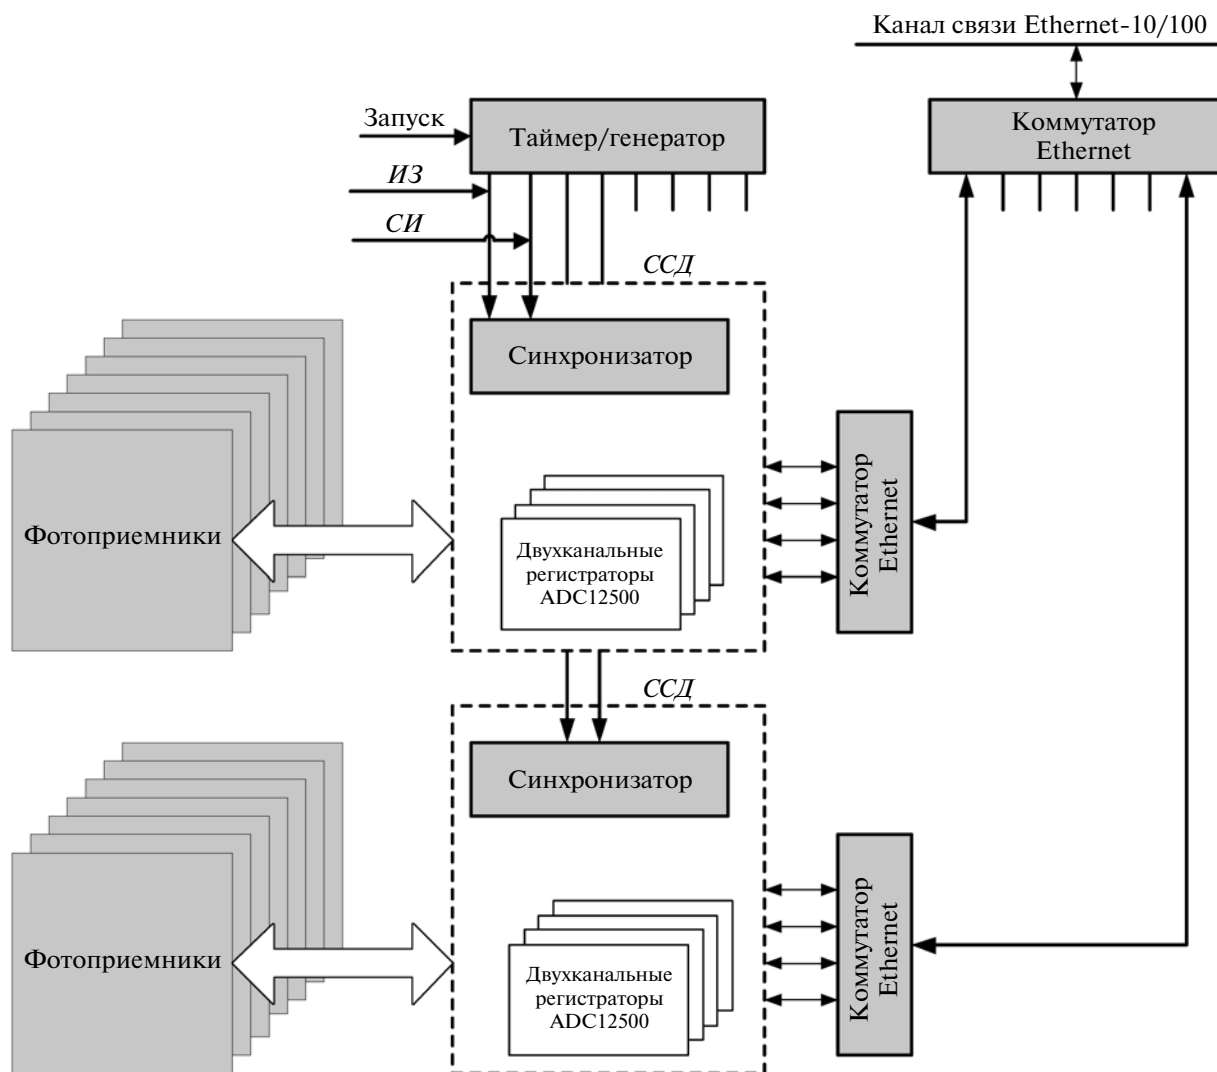 Канал связи Ethernet-10/100
Запуск
Таймер/генератор
Коммутатор
Ethernet
ИЗ
СИ
ССД
Синхронизатор
Фотоприемники
Двухканальные
регистраторы
ADC12500
Коммутатор
Ethernet
ССД
Синхронизатор
Фотоприемники
Двухканальные
регистраторы
ADC12500
Коммутатор
Ethernet